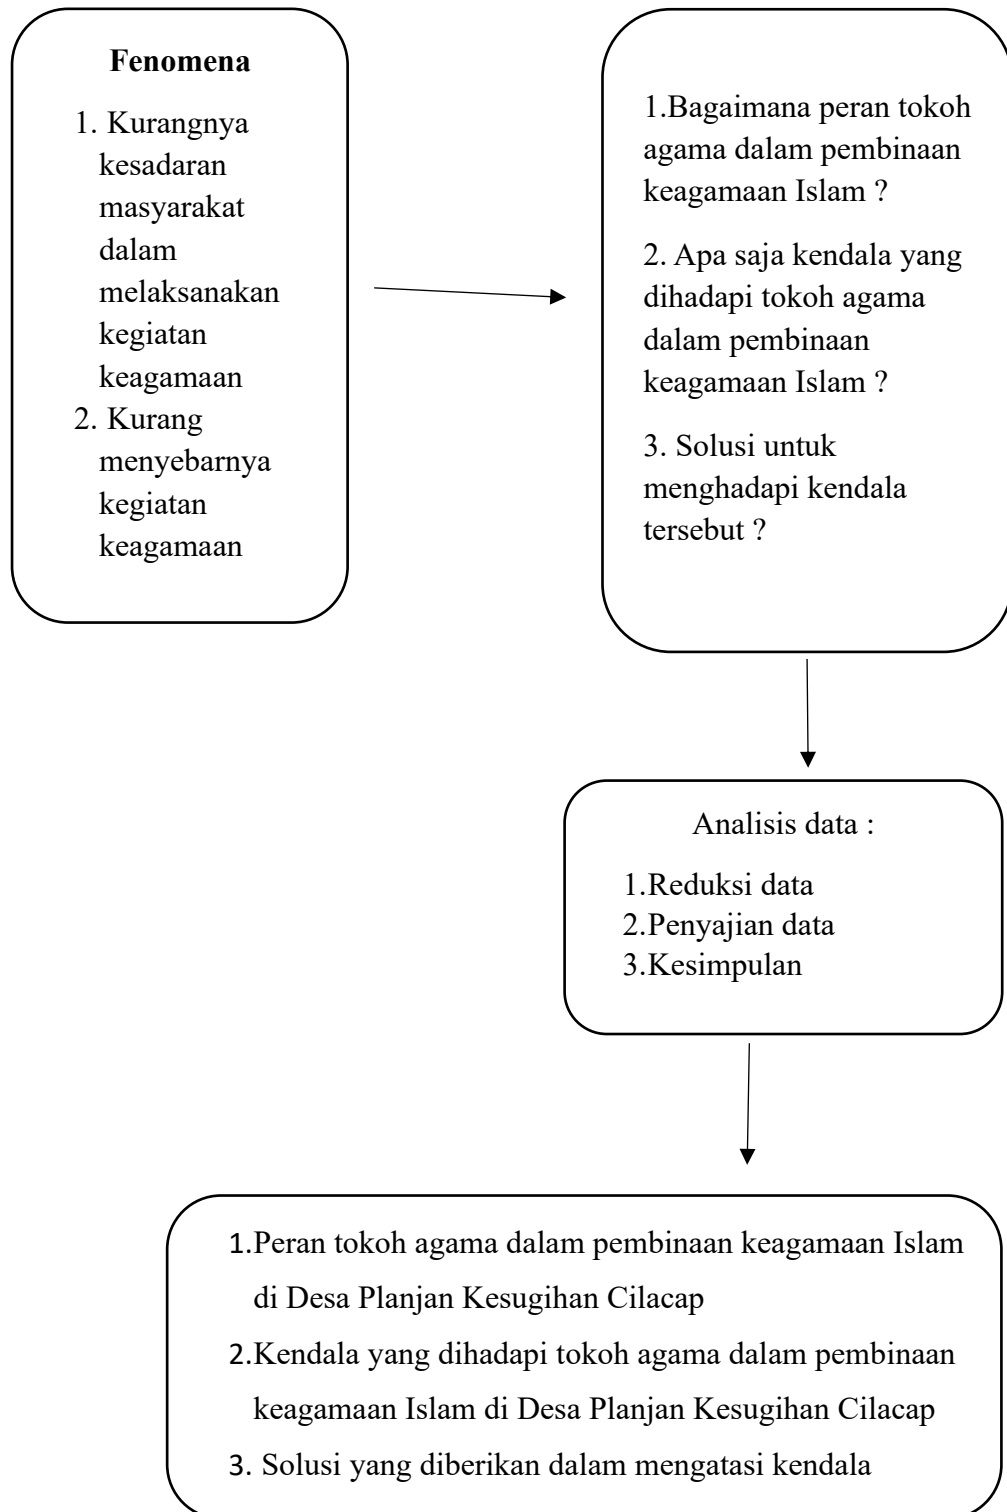 Fenomena
1. Kurangnya
kesadaran
masyarakat
dalam
melaksanakan
kegiatan
keagamaan
2. Kurang
menyebarnya
kegiatan
keagamaan
1.Bagaimana peran tokoh
agama dalam pembinaan
keagamaan Islam ?
2. Apa saja kendala yang
dihadapi tokoh agama
dalam pembinaan
keagamaan Islam ?
3. Solusi untuk
menghadapi kendala
tersebut ?
Analisis data :
1.Reduksi data
2.Penyajian data
3.Kesimpulan
1.Peran tokoh agama dalam pembinaan keagamaan Islam
di Desa Planjan Kesugihan Cilacap
2.Kendala yang dihadapi tokoh agama dalam pembinaan
keagamaan Islam di Desa Planjan Kesugihan Cilacap
3. Solusi yang diberikan dalam mengatasi kendala